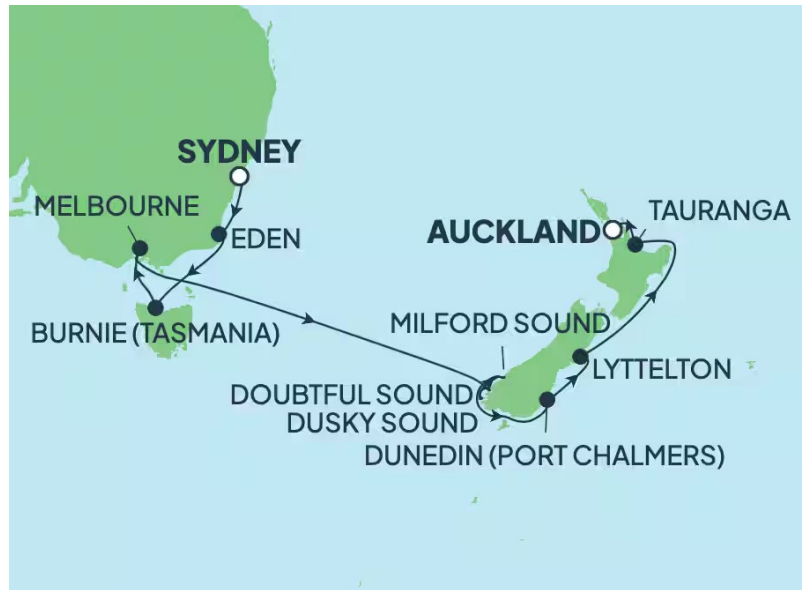 SYDNEY
MELBOURNE
EDEN
TAURANGA
AUCKLAND
BURNIE (TASMANIA)
MILFORD SOUND
LYTTELTON
DOUBTFUL SOUND
DUSKY SOUND
DUNEDIN (PORT CHALMERS)